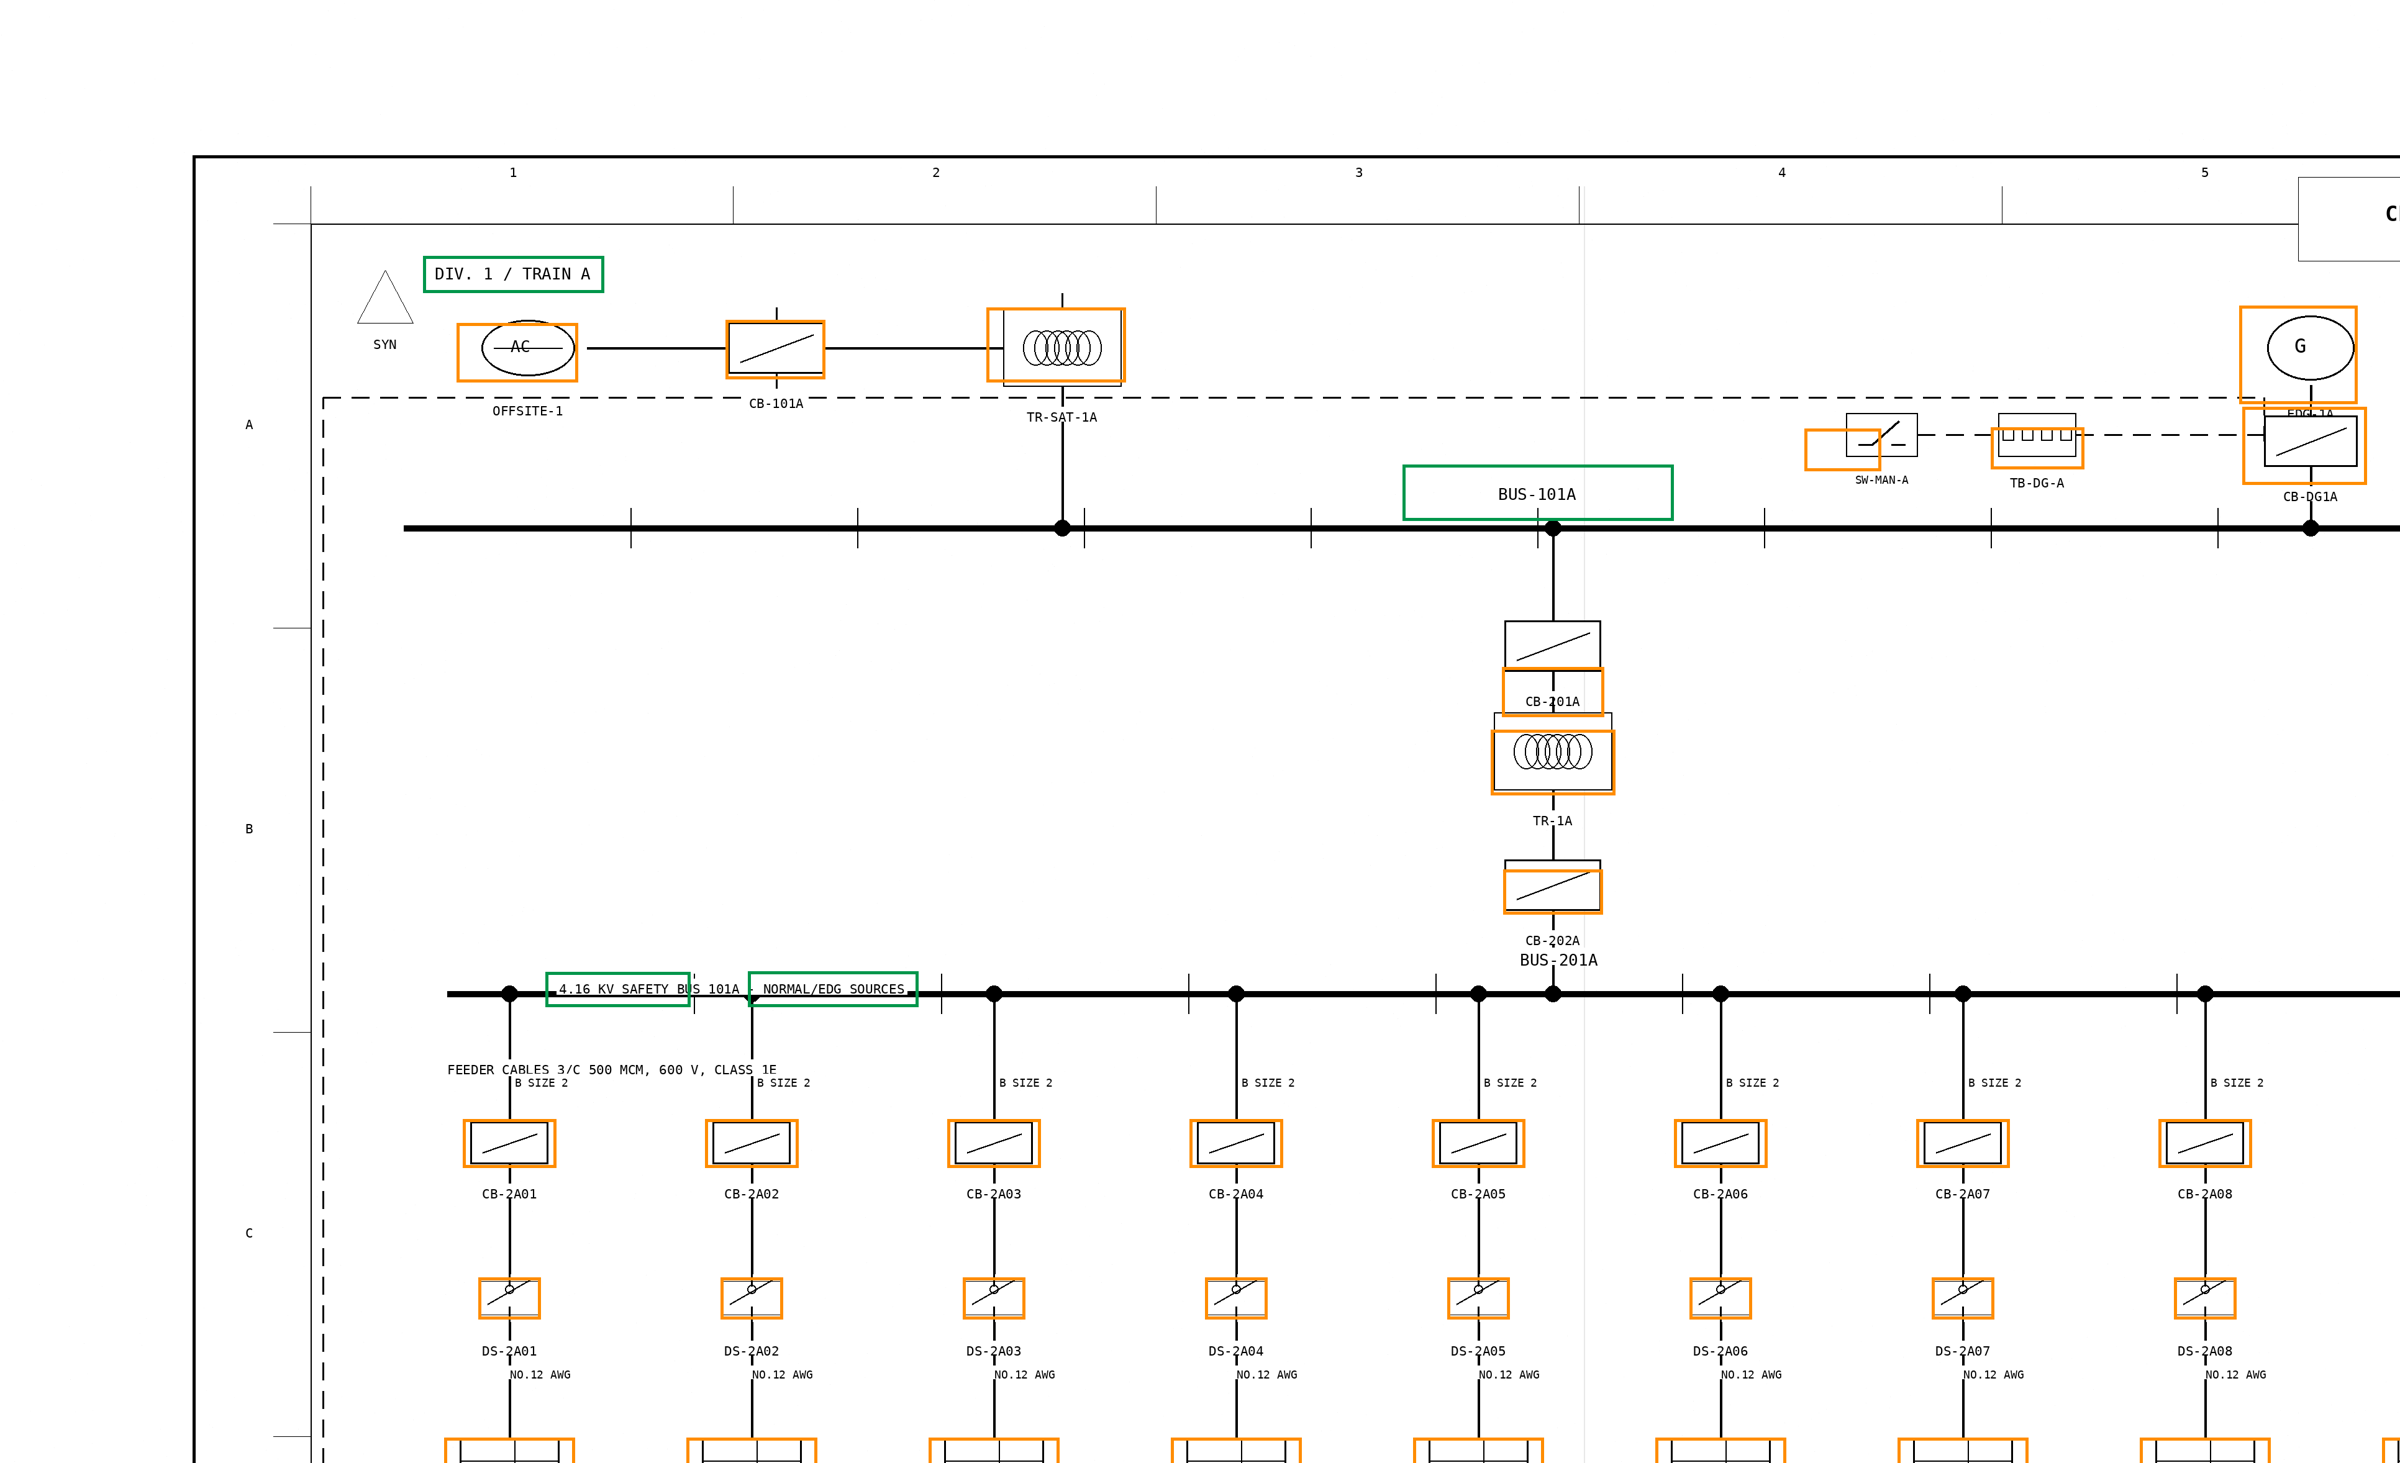 1 2 3 4 5
C
DIV. 1 / TRAIN A
SYN
AC
G
OFFSITE-1
CB-101A
TR-SAT-1A
EDG-1A
A
SW-MAN-A
TB-DG-A
CB-DG1A
BUS-101A
CB-201A
TR-1A
B
CB-202A
BUS-201A
4.16 KV SAFETY BUS 101A - NORMAL/EDG SOURCES
FEEDER CABLES 3/C 500 MCM, 600 V, CLASS 1E
B SIZE 2 B SIZE 2 B SIZE 2 B SIZE 2 B SIZE 2 B SIZE 2 B SIZE 2 B SIZE 2
CB-2A01 CB-2A02 CB-2A03 CB-2A04 CB-2A05 CB-2A06 CB-2A07 CB-2A08
C
DS-2A01 DS-2A02 DS-2A03 DS-2A04 DS-2A05 DS-2A06 DS-2A07 DS-2A08
NO.12 AWG NO.12 AWG NO.12 AWG NO.12 AWG NO.12 AWG NO.12 AWG NO.12 AWG NO.12 AWG